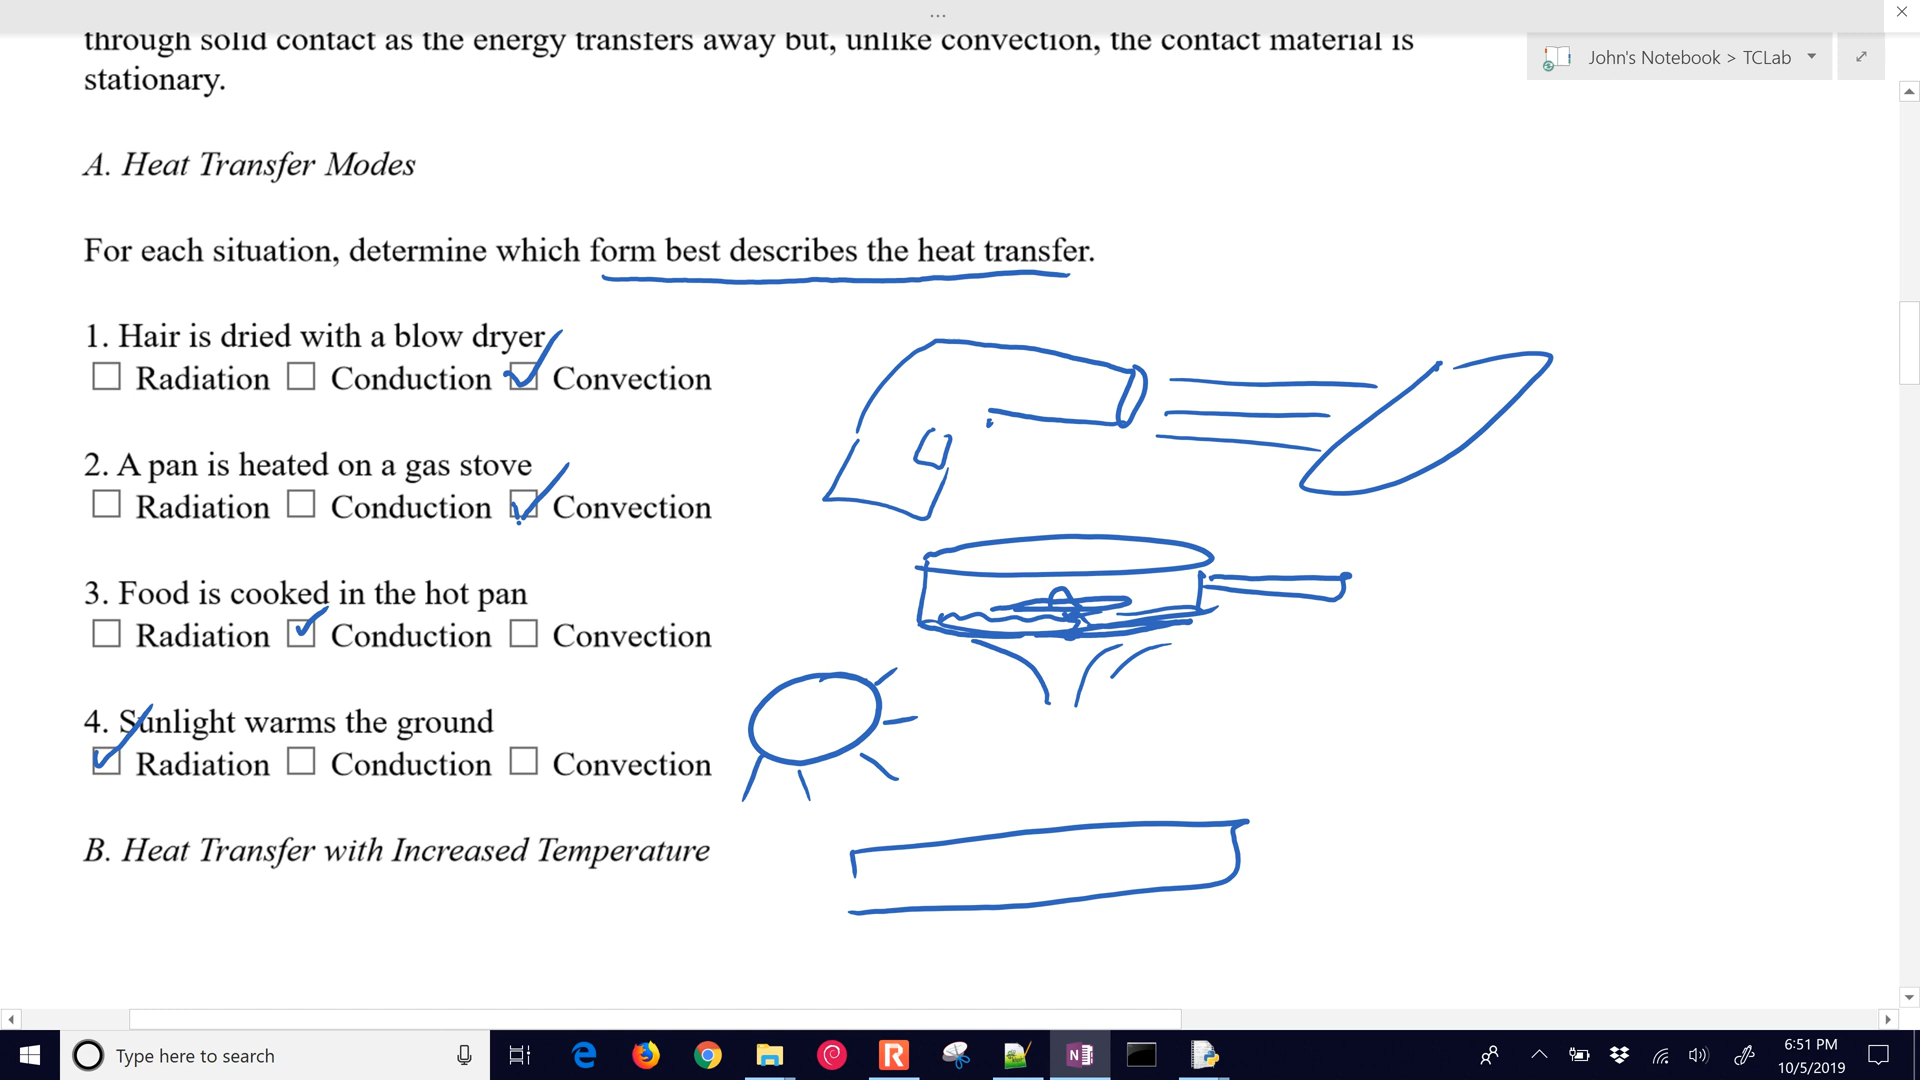 ...
John's Notebook > TCLab
through solid contact as the energy transfers away but, unlike convection, the contact material is
stationary.
A. Heat Transfer Modes
For each situation, determine which form best describes the heat transfer.
1. Hair is dried with a blow dryer
Radiation Conduction Convection
2. A pan is heated on a gas stove
Radiation Conduction Convection
3. Food is cooked in the hot pan
Radiation Conduction Convection
4. Sunlight warms the ground
Radiation Conduction Convection
B. Heat Transfer with Increased Temperature
Type here to search
6:51 PM
10/5/2019